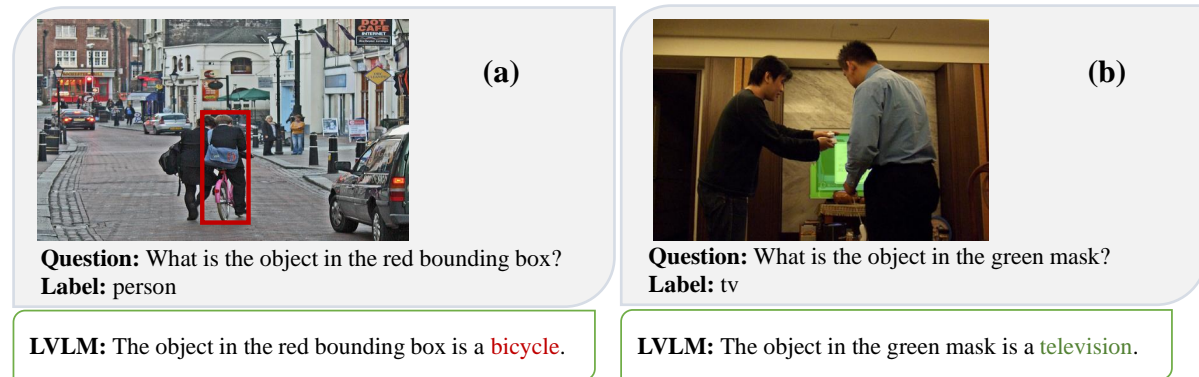 DOT
CAFE
INTERNET
(a)
Question: What is the object in the red bounding box?
Label: person
LVLM: The object in the red bounding box is a bicycle.
(b)
Question: What is the object in the green mask?
Label: tv
LVLM: The object in the green mask is a television.